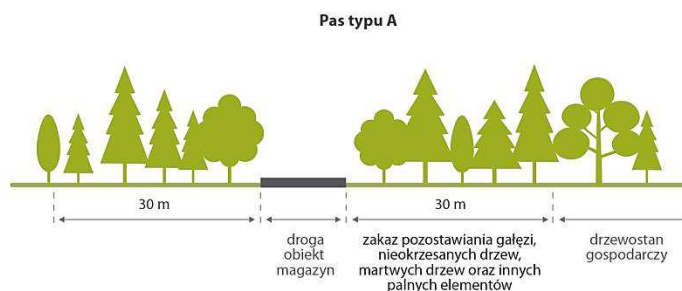 Pas typu A
30 m
30 m
droga
obiekt
magazyn
zakaz pozostawiania gałęzi,
nieokrzesanych drzew,
martwych drzew oraz innych
palnych elementów
drzewostan
gospodarczy